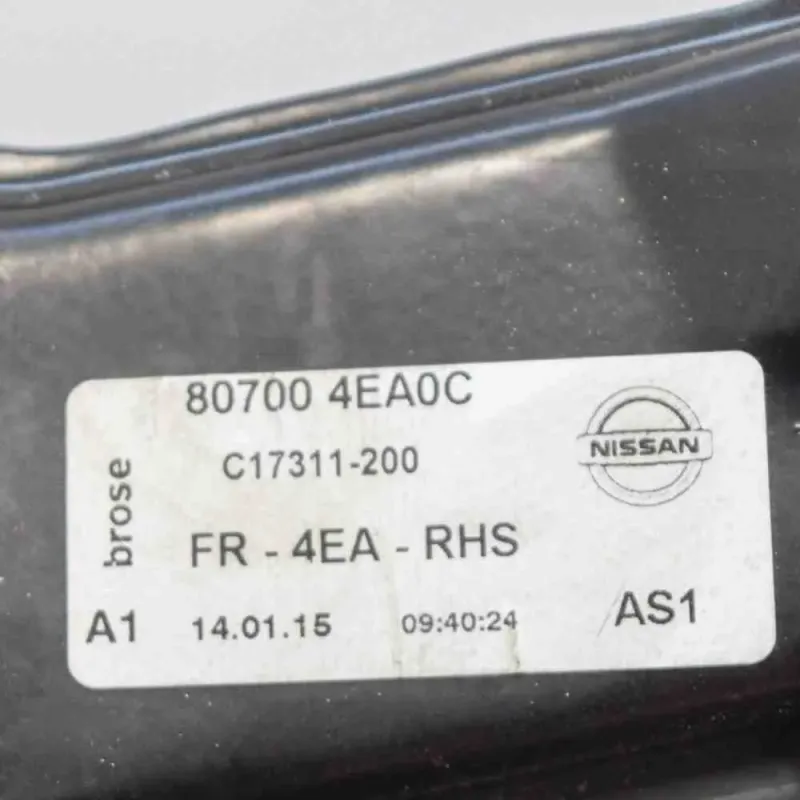 80700 4EA0C
NISSAN
C17311-200
brose
FR - 4EA - RHS
A1 14.01.15 09:40:24 AS1